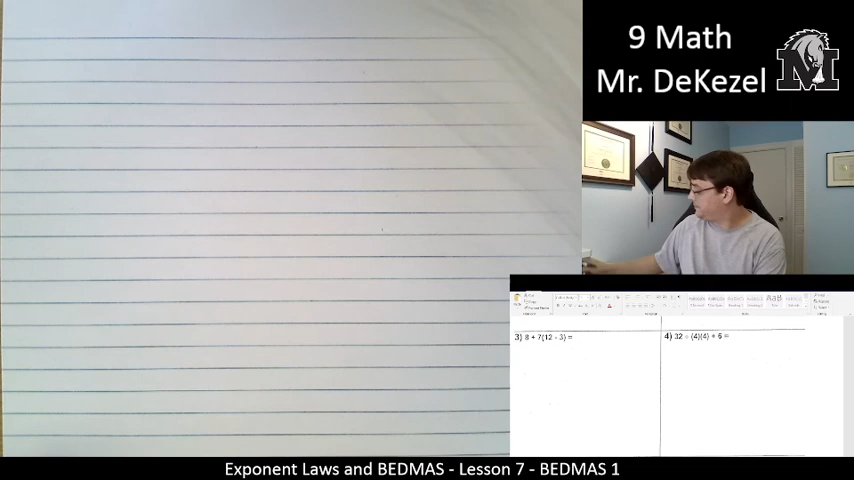 9 Math
Mr. DeKezel
M
3) 8 + 7(12 - 3) =
4) 32 ÷ (4)(4) + 6 =
Exponent Laws and BEDMAS - Lesson 7 - BEDMAS 1